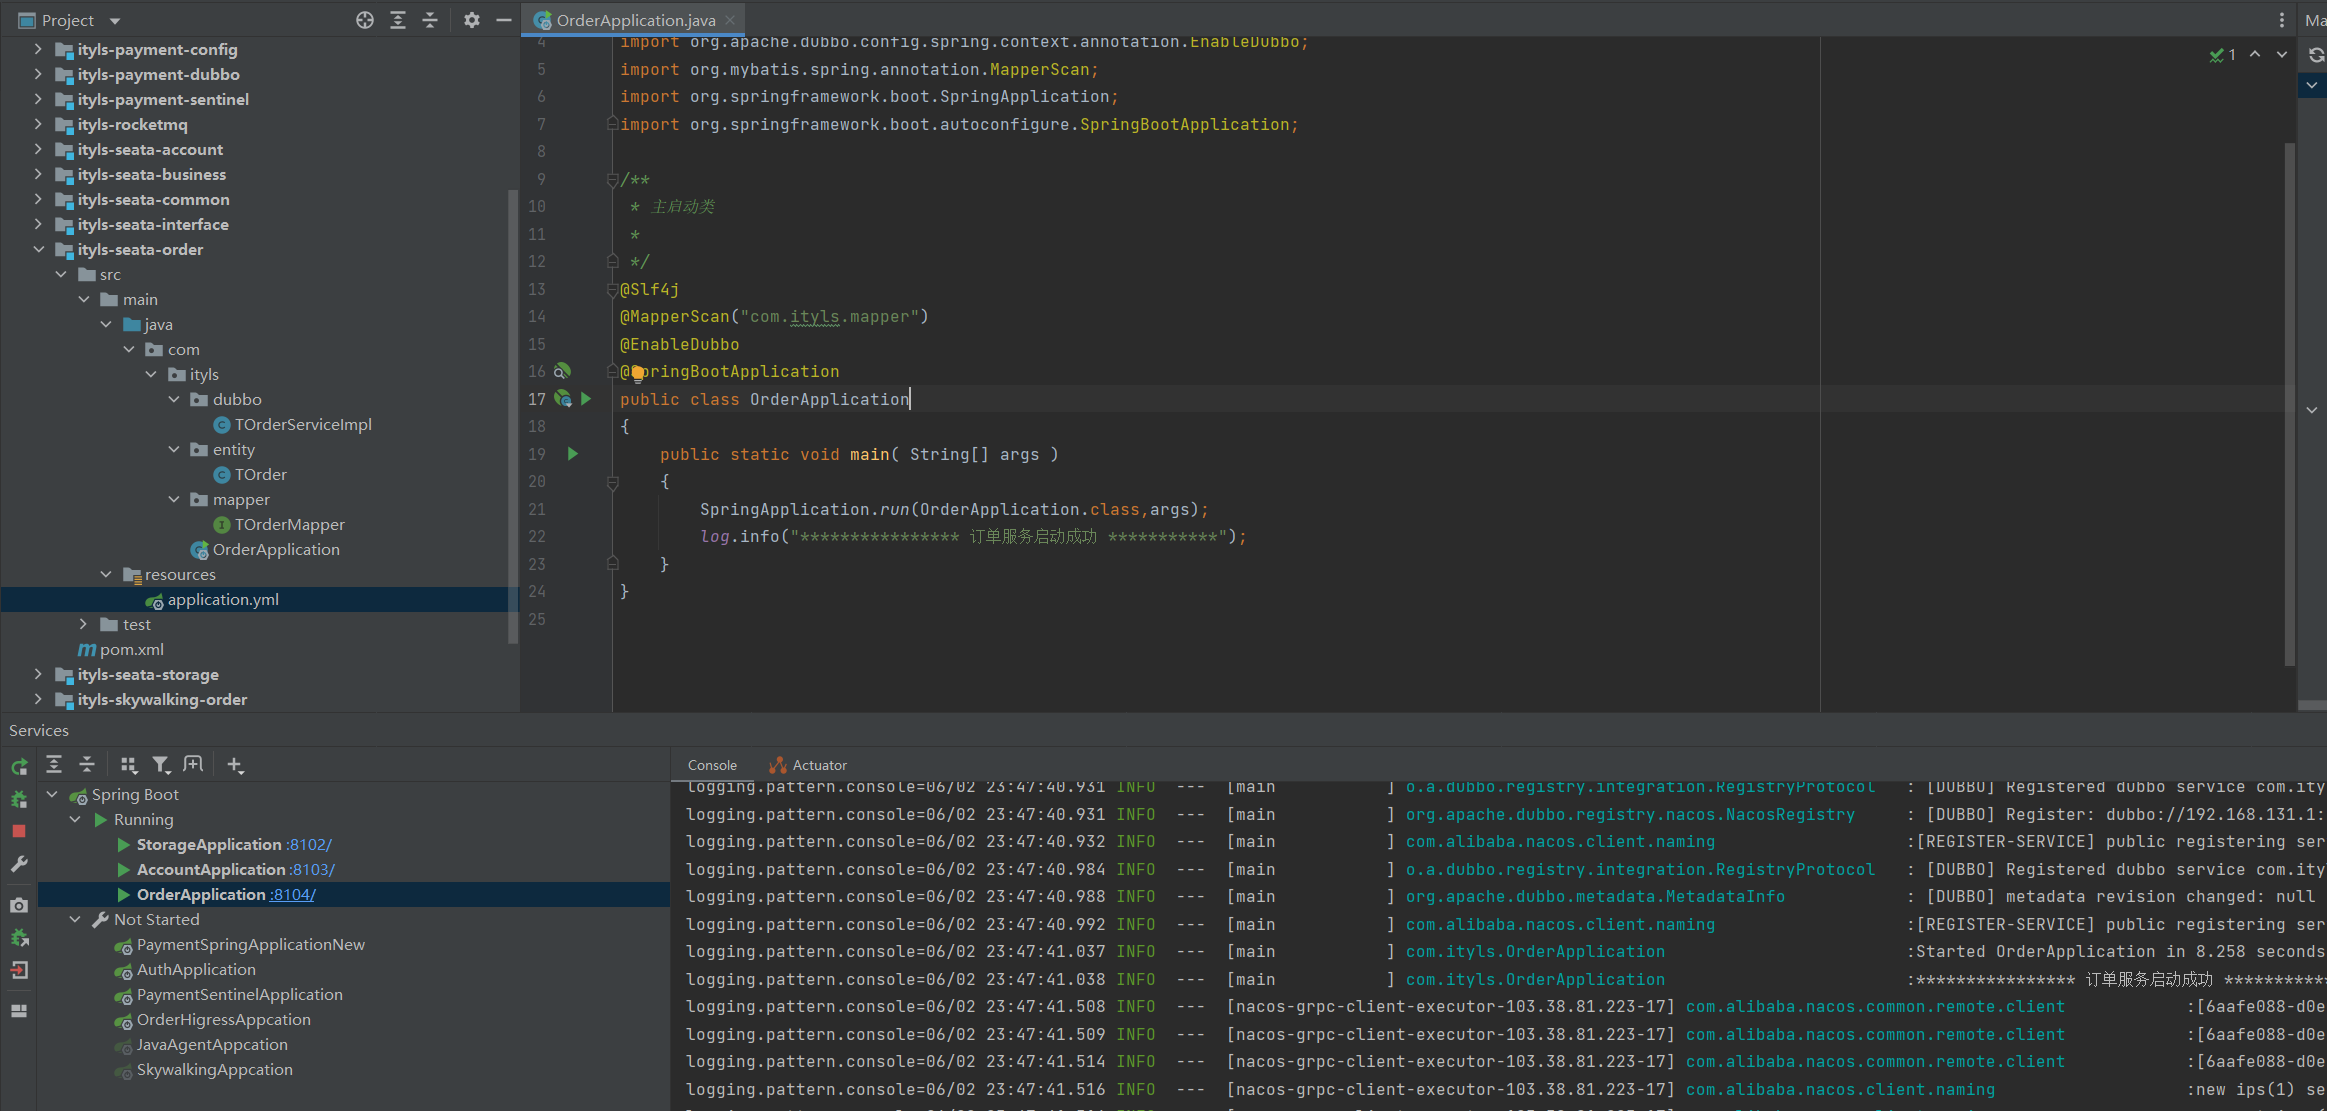 Project
ityls-payment-config
ityls-payment-dubbo
ityls-payment-sentinel
ityls-rocketmq
ityls-seata-account
ityls-seata-business
ityls-seata-common
ityls-seata-interface
ityls-seata-order
src
main
java
com
ityls
dubbo
TOrderServiceImpl
entity
TOrder
mapper
TOrderMapper
OrderApplication
resources
application.yml
test
pom.xml
ityls-seata-storage
ityls-skywalking-order
OrderApplication.java
Ma
1
4 import org.apache.dubbo.config.spring.context.annotation.EnableDubbo;
5 import org.mybatis.spring.annotation.MapperScan;
6 import org.springframework.boot.SpringApplication;
7 import org.springframework.boot.autoconfigure.SpringBootApplication;
8
9 /**
10 * 主启动类
11 *
12 */
13 @Slf4j
14 @MapperScan("com.ityls.mapper")
15 @EnableDubbo
16 @SpringBootApplication
17 public class OrderApplication
18 {
19 public static void main( String[] args )
20 {
21 SpringApplication.run(OrderApplication.class,args);
22 log.info("**************** 订单服务启动成功 ***********");
23 }
24 }
25
Services
Spring Boot
Running
StorageApplication :8102/
AccountApplication :8103/
OrderApplication :8104/
Not Started
PaymentSpringApplicationNew
AuthApplication
PaymentSentinelApplication
OrderHigressAppcation
JavaAgentAppcation
SkywalkingAppcation
Console
Actuator
logging.pattern.console=06/02 23:47:40.931 INFO --- [main ] o.a.dubbo.registry.integration.RegistryProtocol : [DUBBO] Registered dubbo service com.ity
logging.pattern.console=06/02 23:47:40.931 INFO --- [main ] org.apache.dubbo.registry.nacos.NacosRegistry : [DUBBO] Register: dubbo://192.168.131.1:
logging.pattern.console=06/02 23:47:40.932 INFO --- [main ] com.alibaba.nacos.client.naming :[REGISTER-SERVICE] public registering ser
logging.pattern.console=06/02 23:47:40.984 INFO --- [main ] o.a.dubbo.registry.integration.RegistryProtocol : [DUBBO] Registered dubbo service com.ity
logging.pattern.console=06/02 23:47:40.988 INFO --- [main ] org.apache.dubbo.metadata.MetadataInfo : [DUBBO] metadata revision changed: null
logging.pattern.console=06/02 23:47:40.992 INFO --- [main ] com.alibaba.nacos.client.naming :[REGISTER-SERVICE] public registering ser
logging.pattern.console=06/02 23:47:41.037 INFO --- [main ] com.ityls.OrderApplication :Started OrderApplication in 8.258 seconds
logging.pattern.console=06/02 23:47:41.038 INFO --- [main ] com.ityls.OrderApplication :**************** 订单服务启动成功 ***********
logging.pattern.console=06/02 23:47:41.508 INFO --- [nacos-grpc-client-executor-103.38.81.223-17] com.alibaba.nacos.common.remote.client :[6aafe088-d0e
logging.pattern.console=06/02 23:47:41.509 INFO --- [nacos-grpc-client-executor-103.38.81.223-17] com.alibaba.nacos.common.remote.client :[6aafe088-d0e
logging.pattern.console=06/02 23:47:41.514 INFO --- [nacos-grpc-client-executor-103.38.81.223-17] com.alibaba.nacos.common.remote.client :[6aafe088-d0e
logging.pattern.console=06/02 23:47:41.516 INFO --- [nacos-grpc-client-executor-103.38.81.223-17] com.alibaba.nacos.client.naming :new ips(1) se